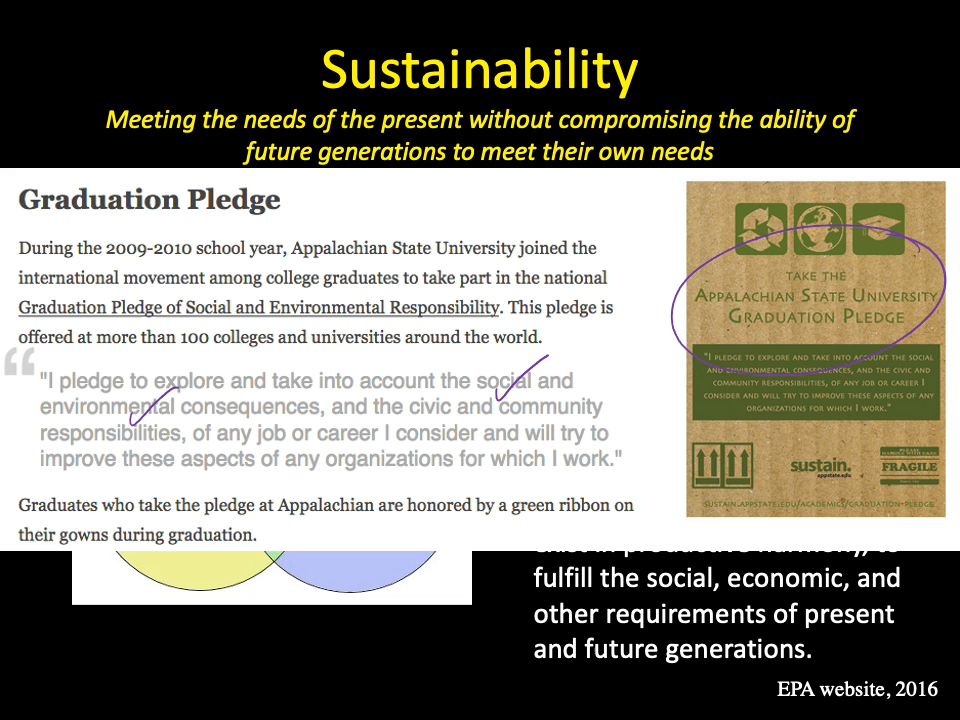 Sustainability
Meeting the needs of the present without compromising the ability of
future generations to meet their own needs
Graduation Pledge
During the 2009-2010 school year, Appalachian State University joined the
international movement among college graduates to take part in the national
Graduation Pledge of Social and Environmental Responsibility. This pledge is
offered at more than 100 colleges and universities around the world.
"I pledge to explore and take into account the social and
environmental consequences, and the civic and community
responsibilities, of any job or career I consider and will try to
improve these aspects of any organizations for which I work."
Graduates who take the pledge at Appalachian are honored by a green ribbon on
their gowns during graduation.
TAKE THE
APPALACHIAN STATE UNIVERSITY
GRADUATION PLEDGE
"I PLEDGE TO EXPLORE AND TAKE INTO ACCOUNT THE SOCIAL
AND ENVIRONMENTAL CONSEQUENCES, AND THE CIVIC AND
COMMUNITY RESPONSIBILITIES, OF ANY JOB OR CAREER I
CONSIDER AND WILL TRY TO IMPROVE THESE ASPECTS OF ANY
ORGANIZATIONS FOR WHICH I WORK."
sustain.
appstate.edu
PLEASE
HANDLE WITH CARE
FRAGILE
SUSTAIN.APPSTATE.EDU/ACADEMICS/GRADUATION-PLEDGE
exist in productive harmony, to
fulfill the social, economic, and
other requirements of present
and future generations.
EPA website, 2016